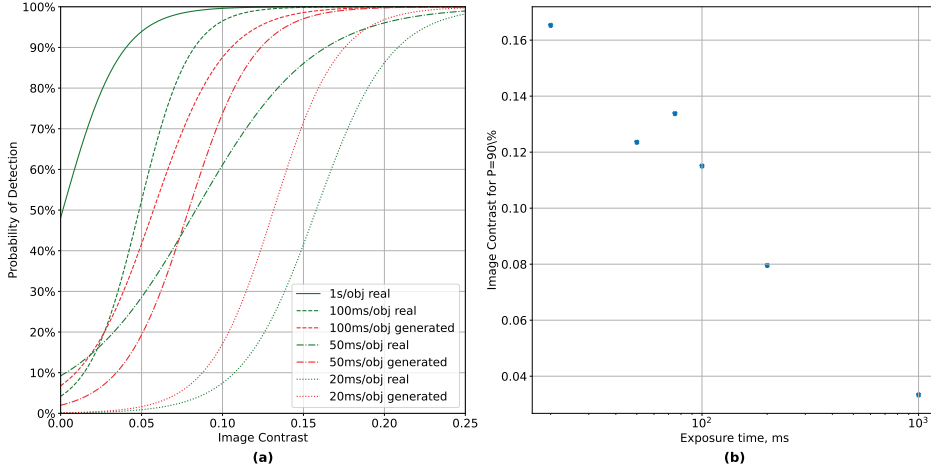 100%
90%
80%
70%
60%
50%
40%
30%
20%
10%
0%
Probability of Detection
0.00 0.05 0.10 0.15 0.20 0.25
Image Contrast
1s/obj real
100ms/obj real
100ms/obj generated
50ms/obj real
50ms/obj generated
20ms/obj real
20ms/obj generated
(a)
0.16
0.14
0.12
0.10
0.08
0.06
0.04
Image Contrast for P=90\%
10² 10³
Exposure time, ms
(b)